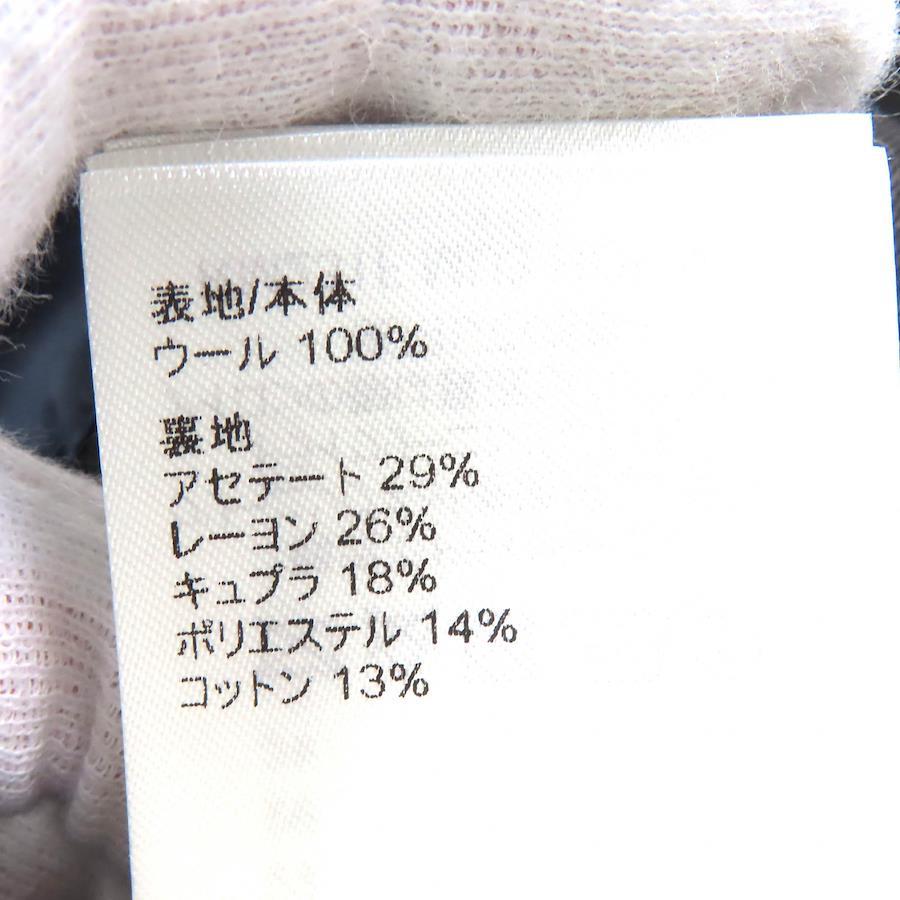 表地/本体
ウール 100%
裏地
アセテート 29%
レーヨン 26%
キュプラ 18%
ポリエステル 14%
コットン 13%